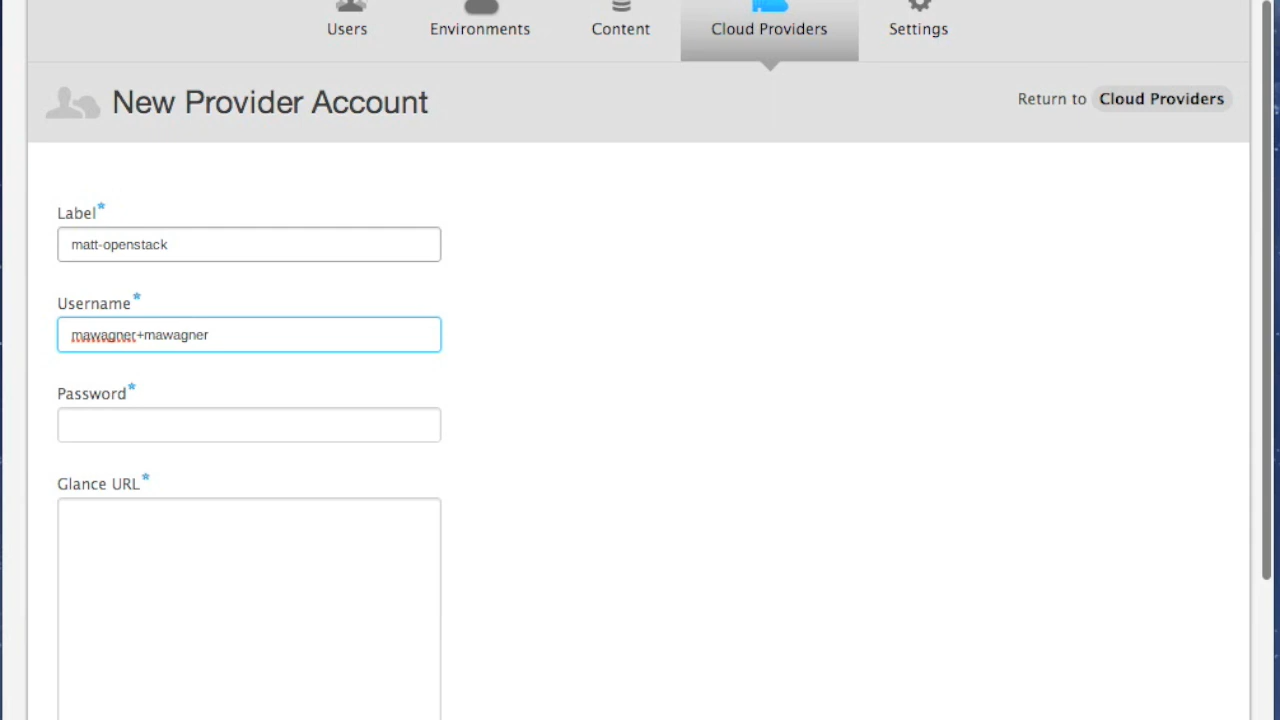 Users Environments Content Cloud Providers Settings
New Provider Account
Return to Cloud Providers
Label*
matt-openstack
Username*
mawagner+mawagner
Password*
Glance URL*